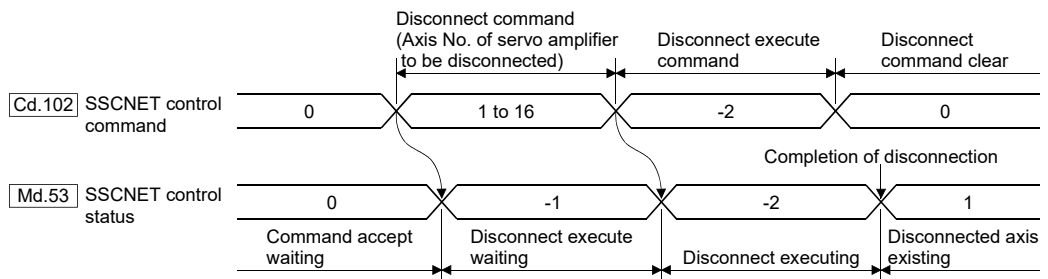 Disconnect command
(Axis No. of servo amplifier
to be disconnected)
Disconnect execute
command
Disconnect
command clear
Cd.102 SSCNET control
command
0
1 to 16
-2
0
Completion of disconnection
Md.53 SSCNET control
status
0
-1
-2
1
Command accept
waiting
Disconnect execute
waiting
Disconnect executing
Disconnected axis
existing